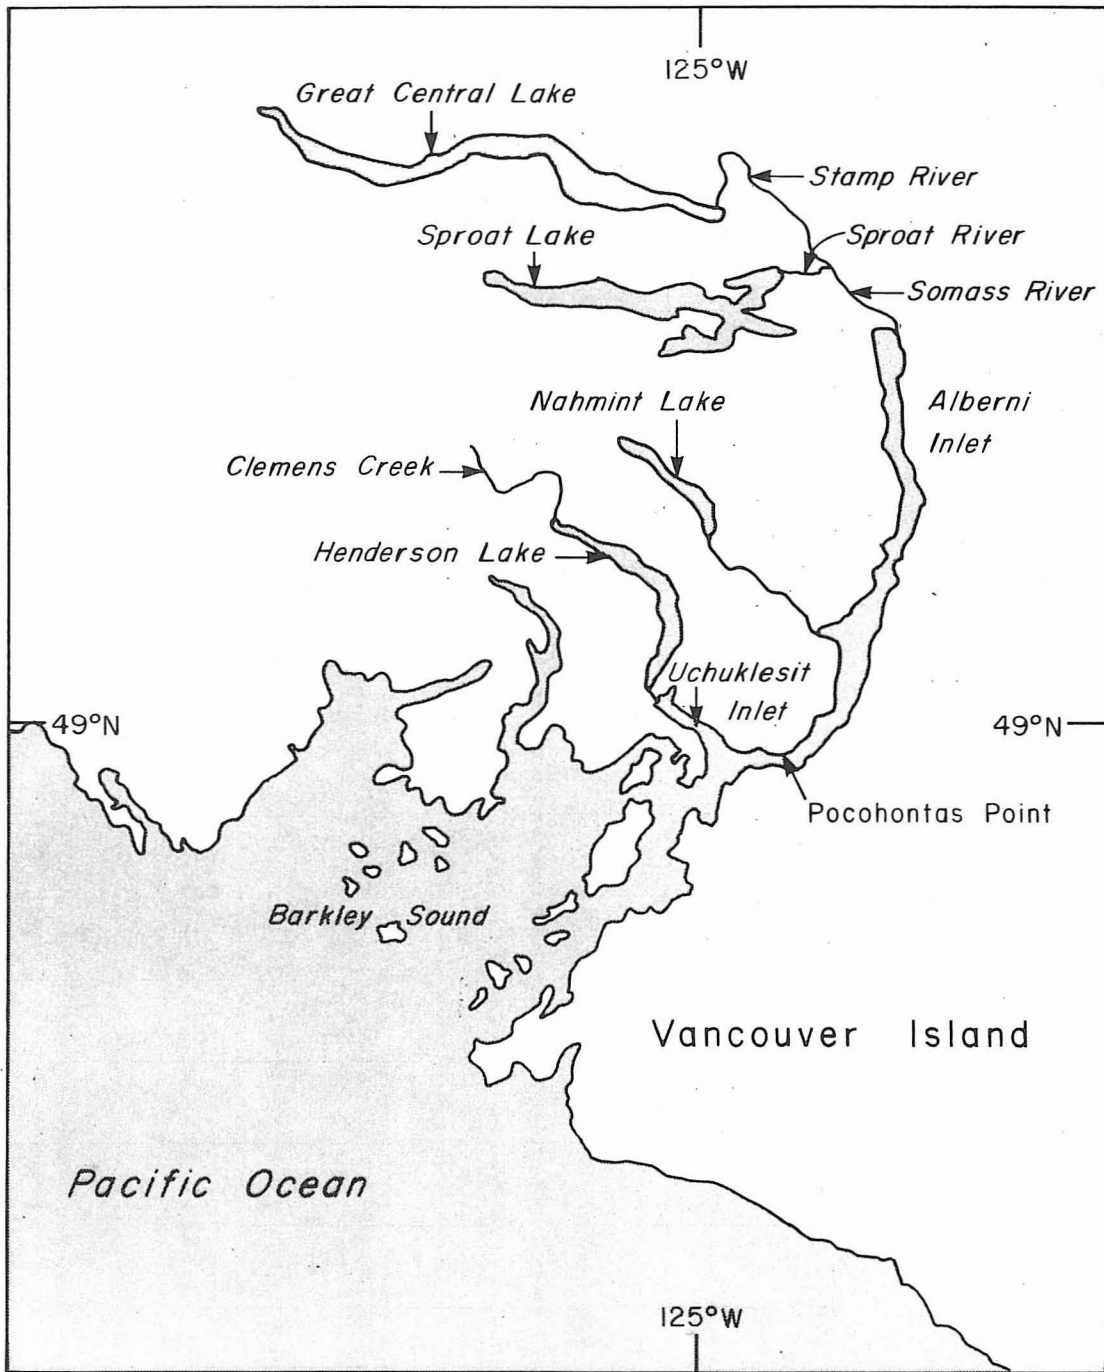 125°W
Great Central Lake
Stamp River
Sproat Lake
Sproat River
Somass River
Nahmint Lake
Alberni
Inlet
Clemens Creek
Henderson Lake
Uchuklesit
Inlet
49°N
49°N
Pocohontas Point
Barkley Sound
Vancouver Island
Pacific Ocean
125°W